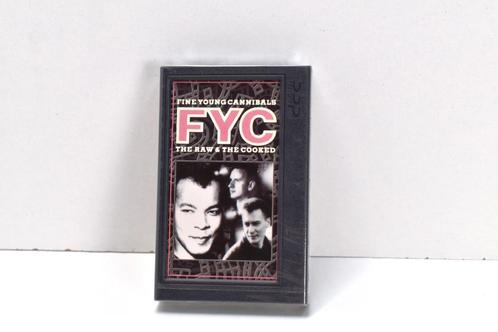 FINE YOUNG CANNIBALS
FYC
THE RAW & THE COOKED